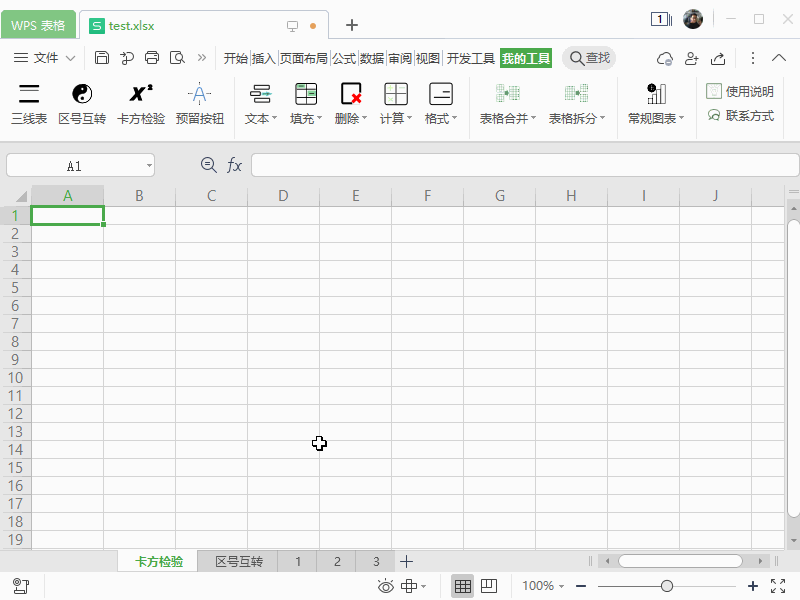 WPS 表格 S test.xlsx 1
文件 开始 插入 页面布局 公式 数据 审阅 视图 开发工具 我的工具 查找
三线表 区号互转 卡方检验 预留按钮 文本 填充 删除 计算 格式 表格合并 表格拆分 常规图表 使用说明
联系方式
A1 fx
A B C D E F G H I J
1
2
3
4
5
6
7
8
9
10
11
12
13
14
15
16
17
18
19
卡方检验 区号互转 1 2 3
100%